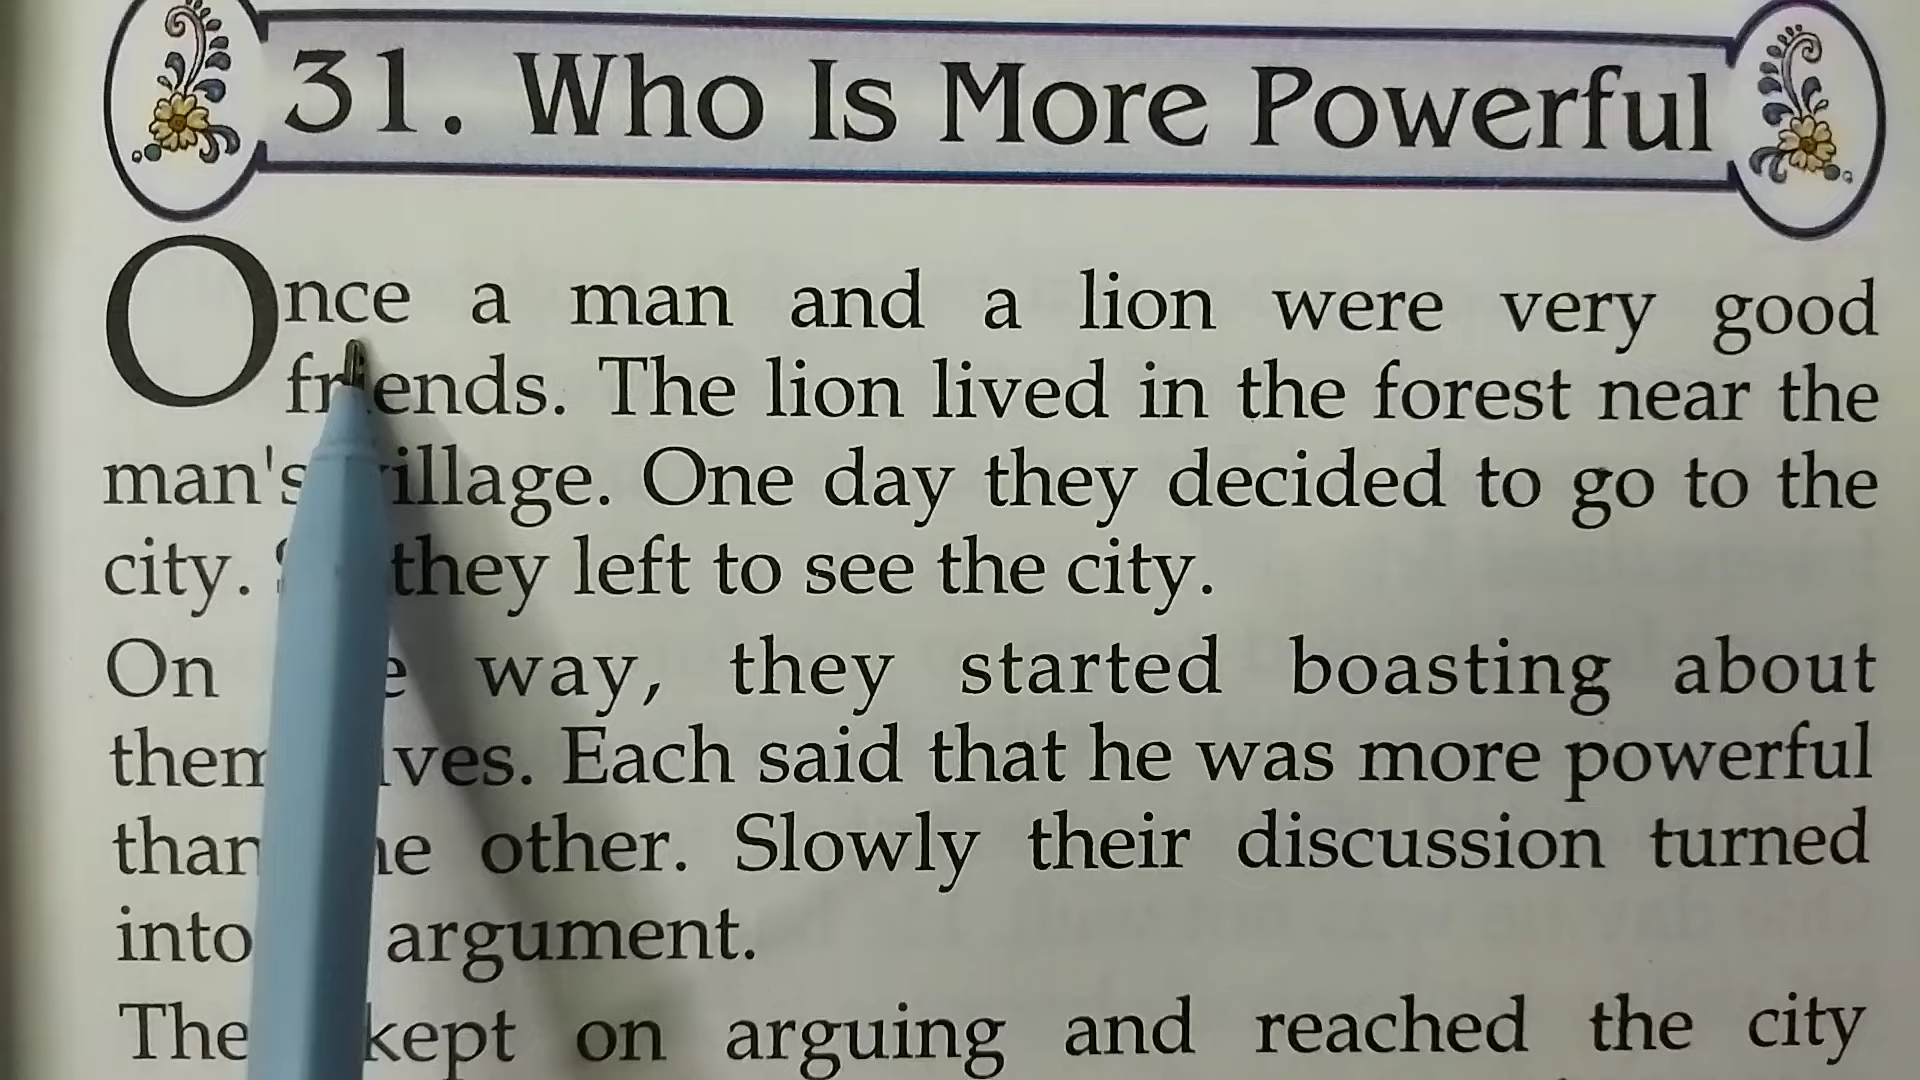 31. Who Is More Powerful
Once a man and a lion were very good
friends. The lion lived in the forest near the
man's village. One day they decided to go to the
city. they left to see the city.
On way, they started boasting about
themselves. Each said that he was more powerful
than the other. Slowly their discussion turned
into argument.
They kept on arguing and reached the city